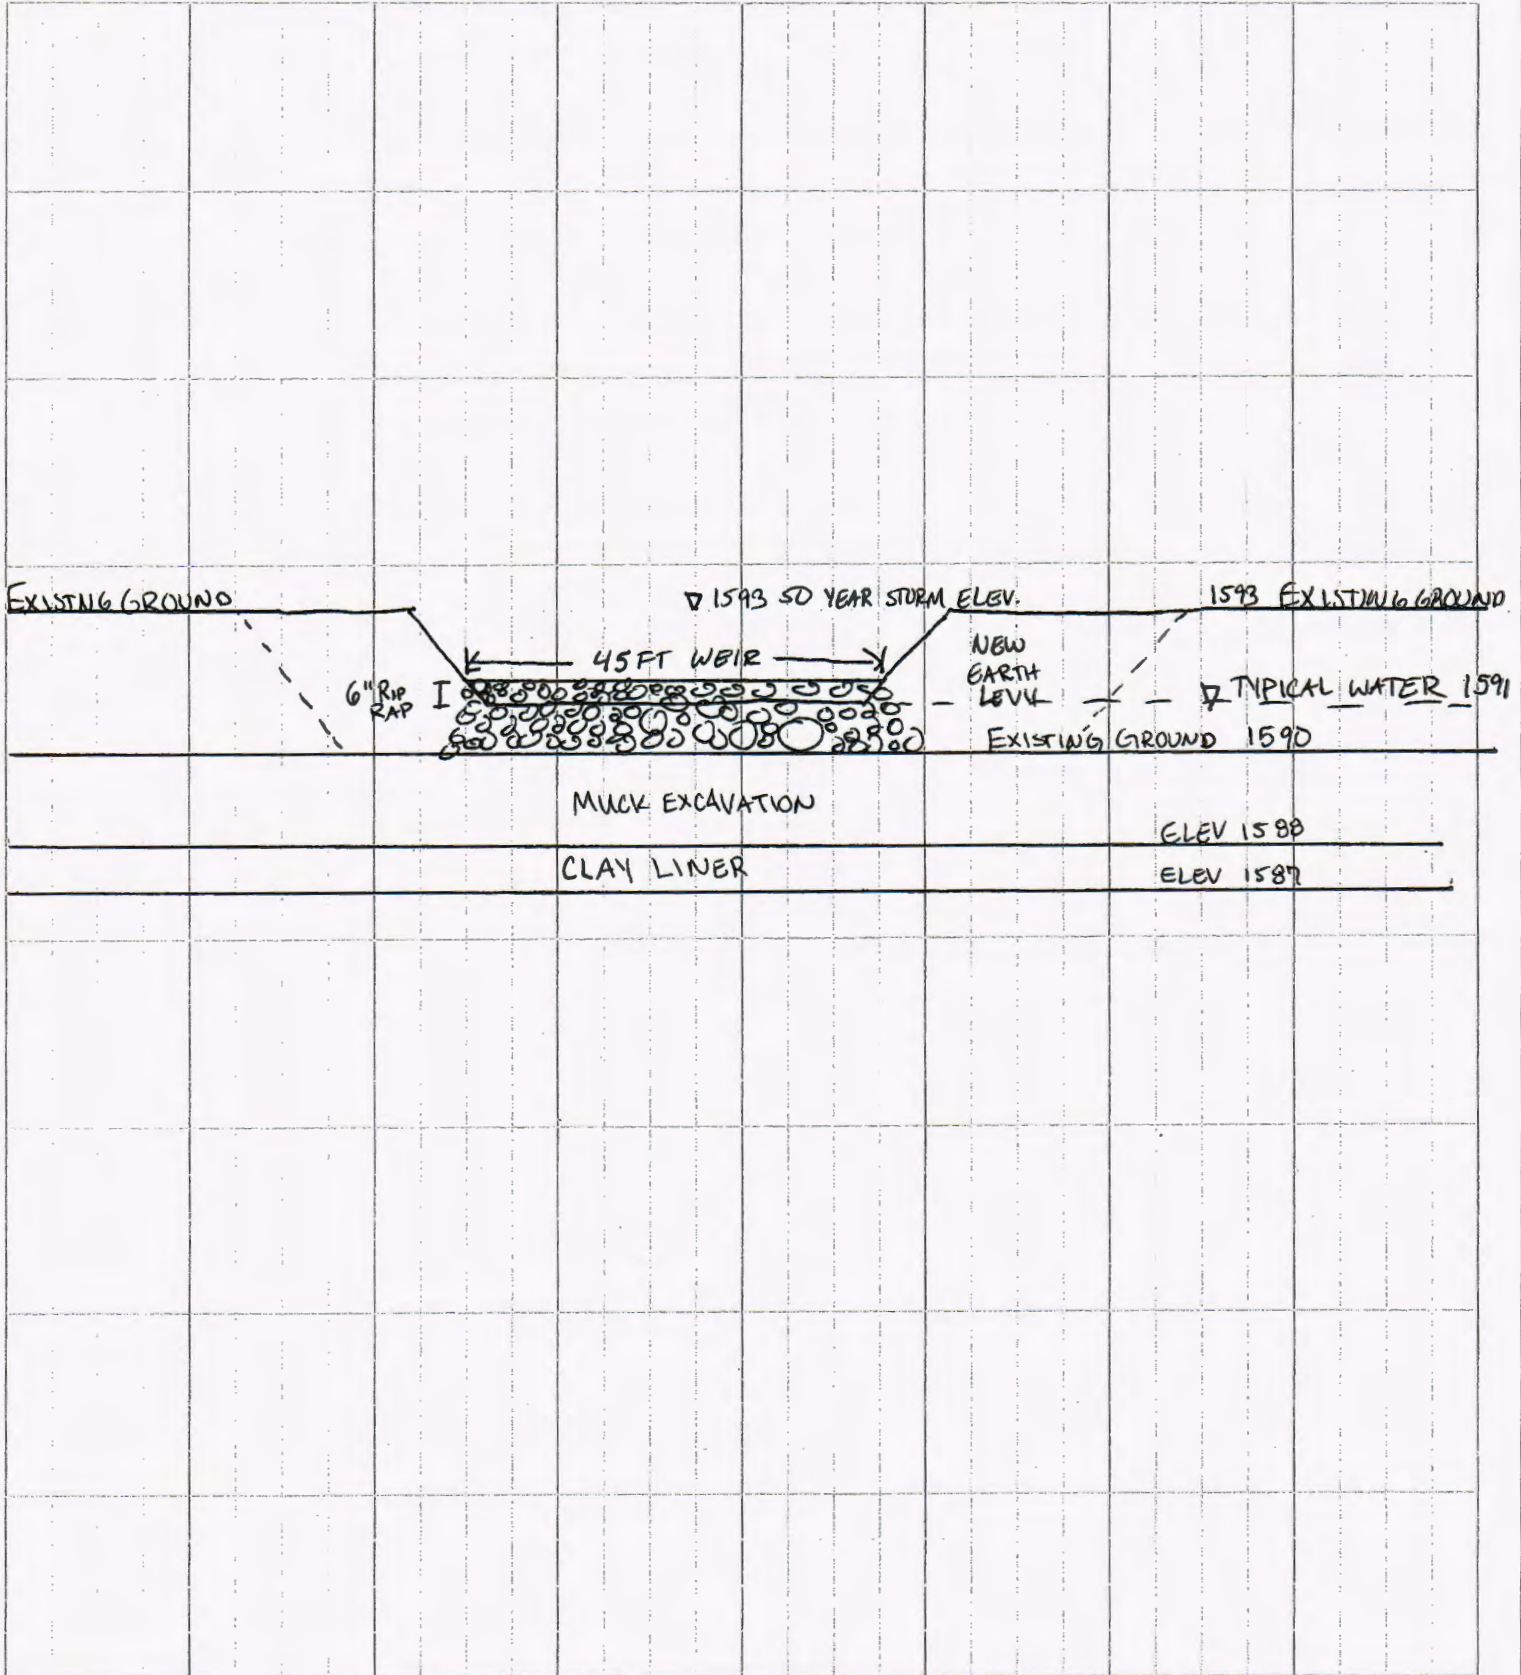 EXISTING GROUND
▽ 1593 50 YEAR STORM ELEV.
1593 EXISTING GROUND
45 FT WEIR
NEW
EARTH
LEVY
6" RIP
RAP
▽ TYPICAL WATER 1591
EXISTING GROUND 1590
MUCK EXCAVATION
ELEV 1588
CLAY LINER
ELEV 1587